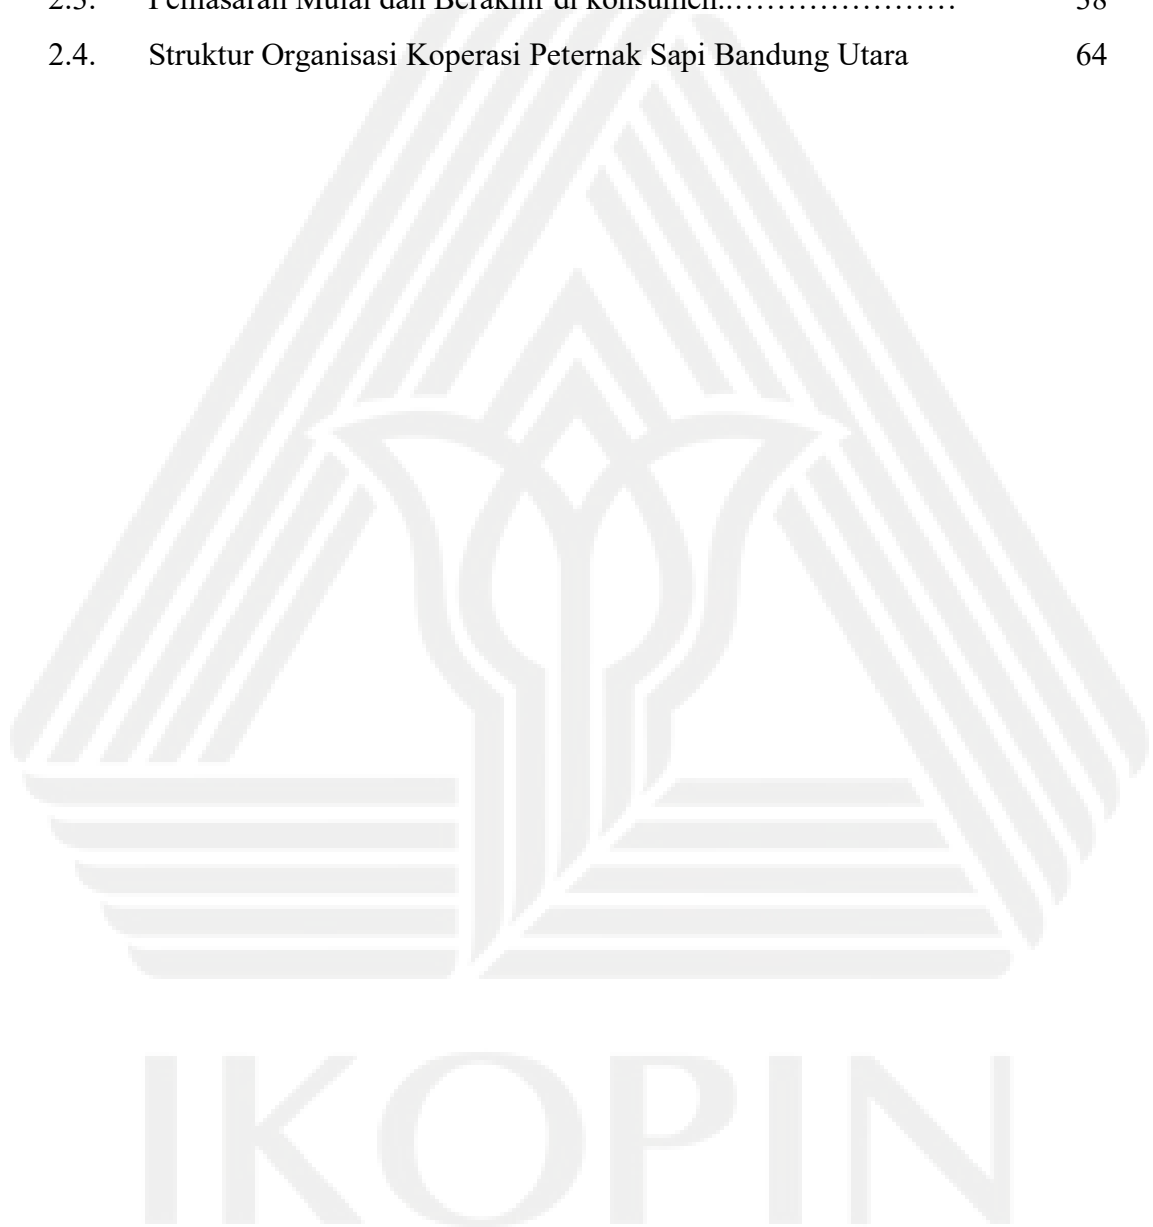 2.3. Pemasaran Mulai dan Berakhir di konsumen..………………… 58
2.4. Struktur Organisasi Koperasi Peternak Sapi Bandung Utara 64
IKOPIN